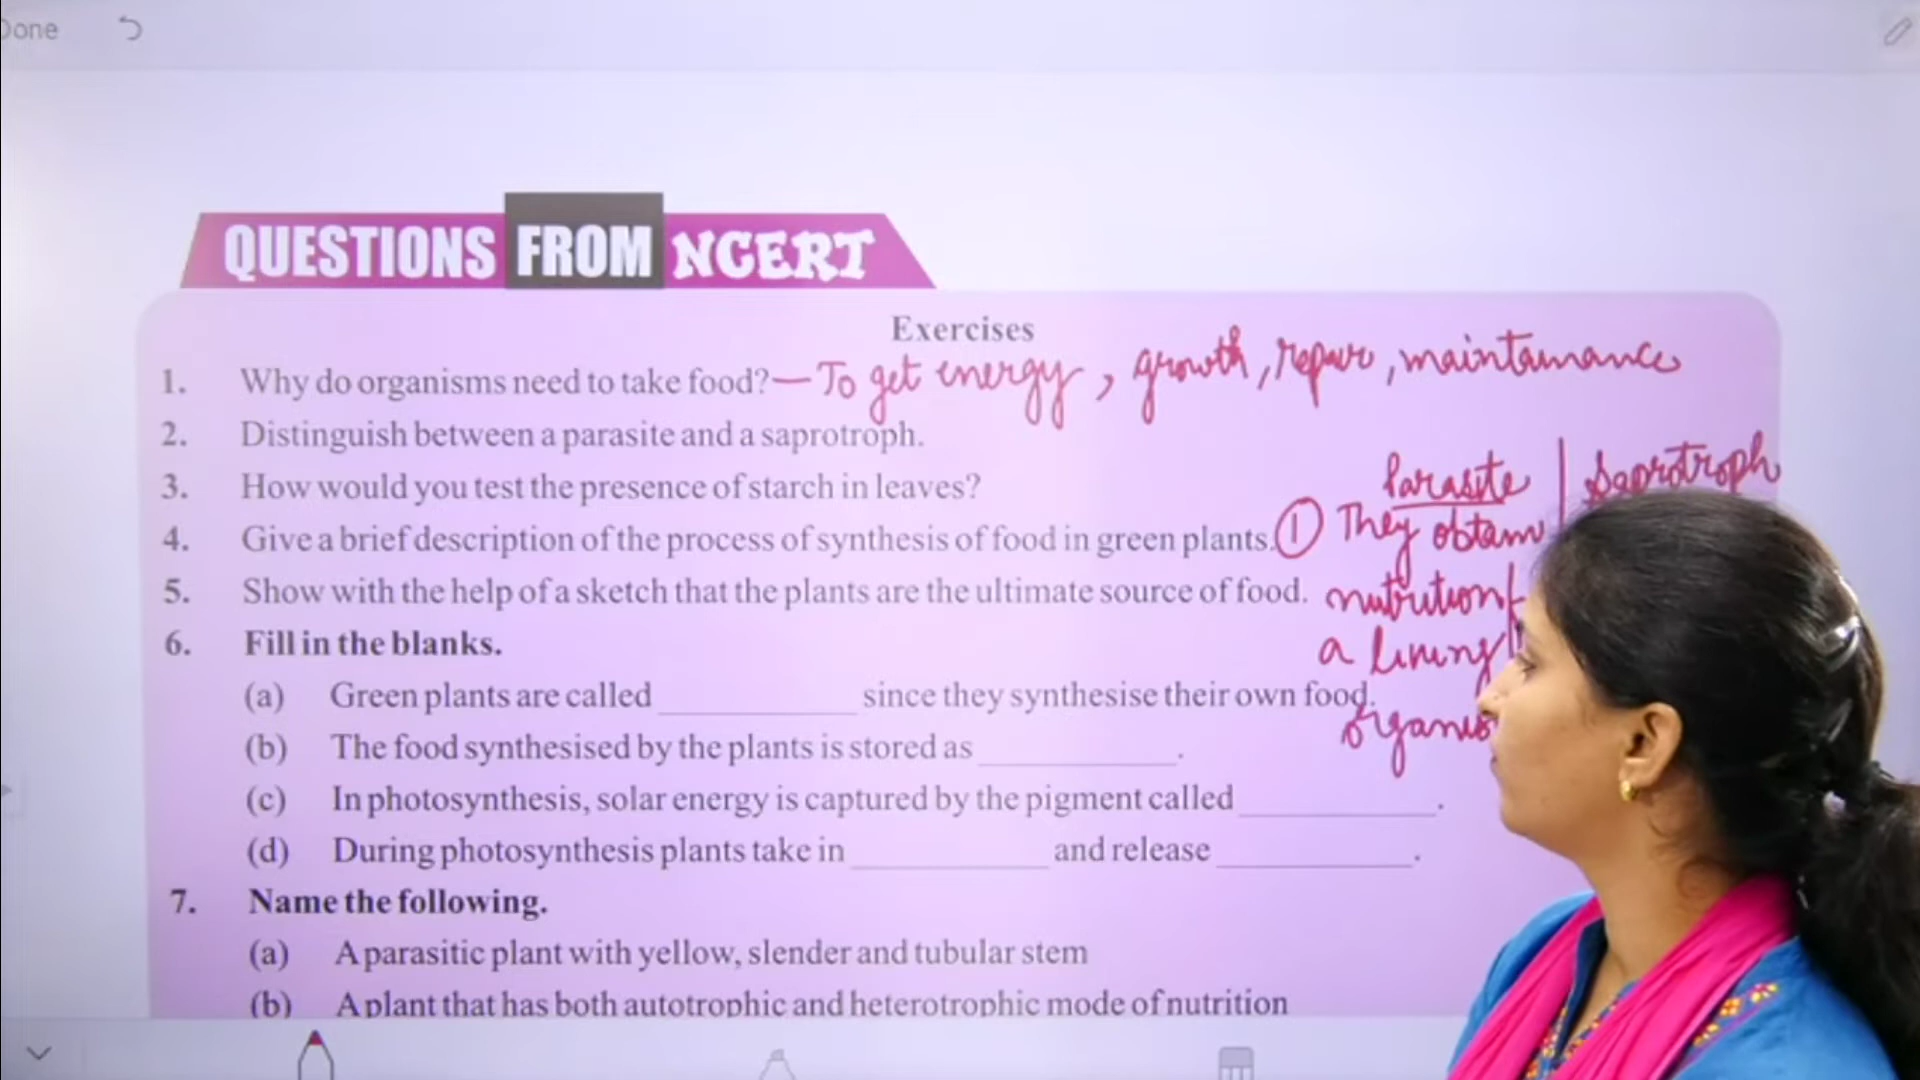 Done
QUESTIONS FROM NCERT
Exercises
1. Why do organisms need to take food? — To get energy, growth, repair, maintainance
2. Distinguish between a parasite and a saprotroph.
Parasite | Saprotroph
3. How would you test the presence of starch in leaves?
4. Give a brief description of the process of synthesis of food in green plants.
① They obtain
5. Show with the help of a sketch that the plants are the ultimate source of food.
nutrition
6. Fill in the blanks.
a living
(a) Green plants are called ____________ since they synthesise their own food.
organis
(b) The food synthesised by the plants is stored as ____________.
(c) In photosynthesis, solar energy is captured by the pigment called ____________.
(d) During photosynthesis plants take in ____________ and release ____________.
7. Name the following.
(a) A parasitic plant with yellow, slender and tubular stem
(b) A plant that has both autotrophic and heterotrophic mode of nutrition